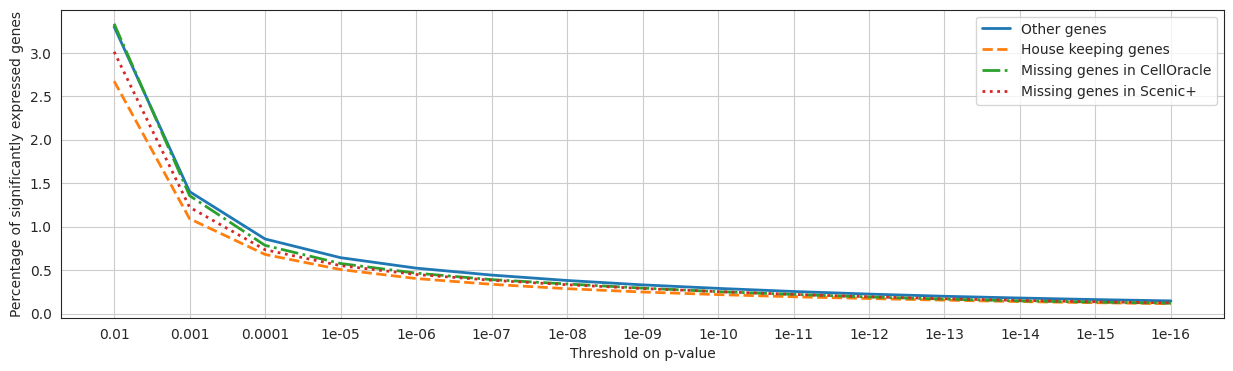 Percentage of significantly expressed genes
3.0
2.5
2.0
1.5
1.0
0.5
0.0
Other genes
House keeping genes
Missing genes in CellOracle
Missing genes in Scenic+
0.01 0.001 0.0001 1e-05 1e-06 1e-07 1e-08 1e-09 1e-10 1e-11 1e-12 1e-13 1e-14 1e-15 1e-16
Threshold on p-value